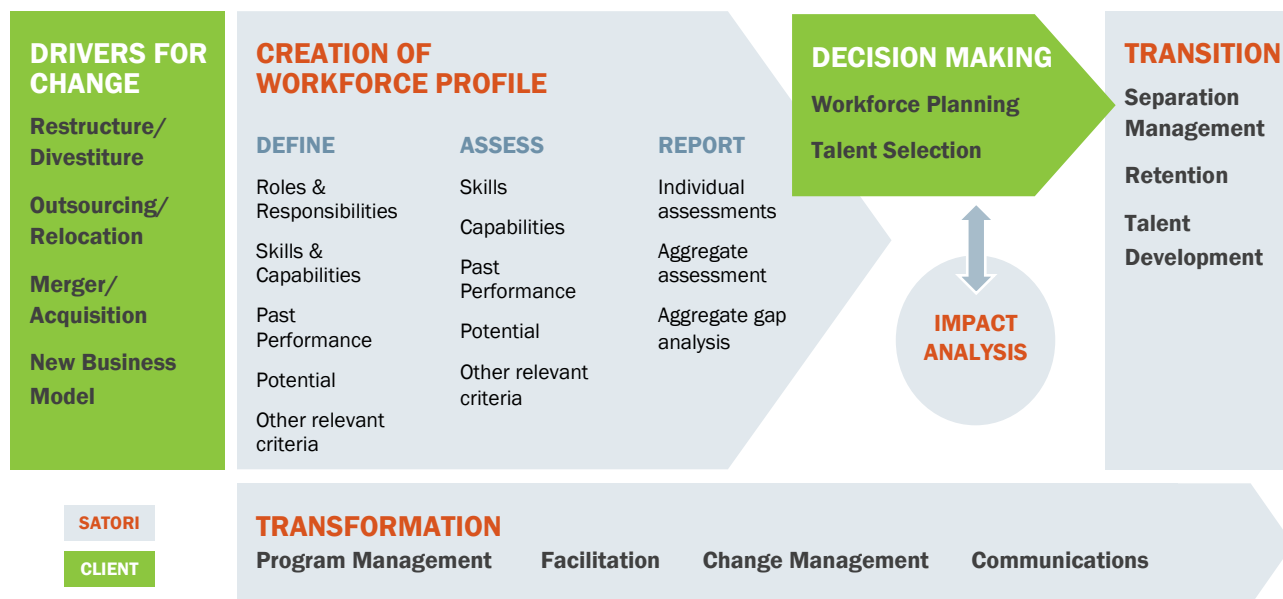 DRIVERS FOR
CHANGE
Restructure/
Divestiture
Outsourcing/
Relocation
Merger/
Acquisition
New Business
Model
CREATION OF
WORKFORCE PROFILE
DEFINE
Roles &
Responsibilities
Skills &
Capabilities
Past
Performance
Potential
Other relevant
criteria
ASSESS
Skills
Capabilities
Past
Performance
Potential
Other relevant
criteria
REPORT
Individual
assessments
Aggregate
assessment
Aggregate gap
analysis
DECISION MAKING
Workforce Planning
Talent Selection
IMPACT
ANALYSIS
TRANSITION
Separation
Management
Retention
Talent
Development
SATORI
CLIENT
TRANSFORMATION
Program Management Facilitation Change Management Communications